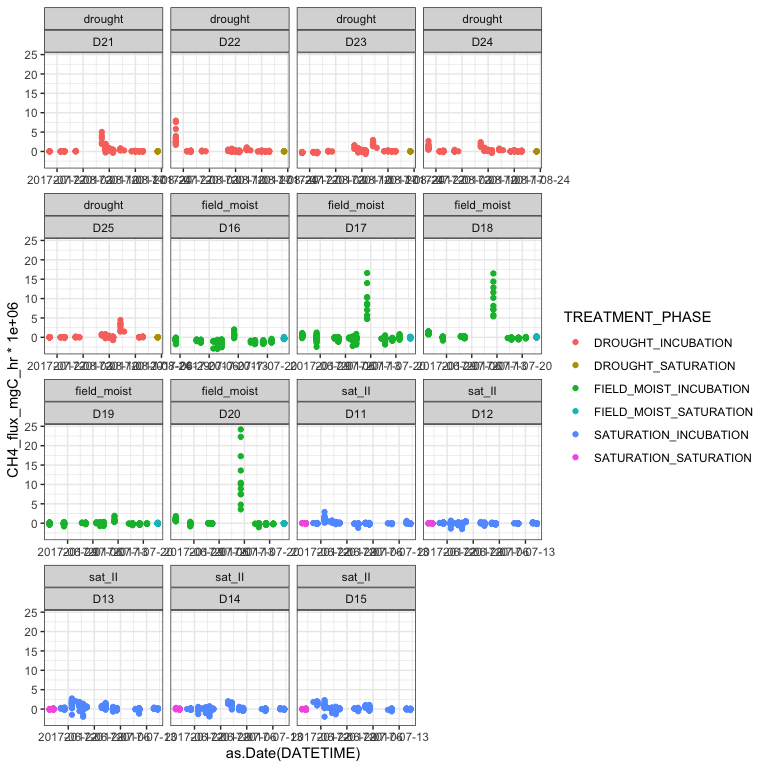 drought drought drought drought
D21 D22 D23 D24
25
20
15
10
5
0
drought field_moist field_moist field_moist
D25 D16 D17 D18
25
20
15
10
5
0
field_moist field_moist sat_II sat_II
D19 D20 D11 D12
25
20
15
10
5
0
sat_II sat_II sat_II
D13 D14 D15
25
20
15
10
5
0
as.Date(DATETIME)
CH4_flux_mgC_hr * 1e+06
TREATMENT_PHASE
DROUGHT_INCUBATION
DROUGHT_SATURATION
FIELD_MOIST_INCUBATION
FIELD_MOIST_SATURATION
SATURATION_INCUBATION
SATURATION_SATURATION